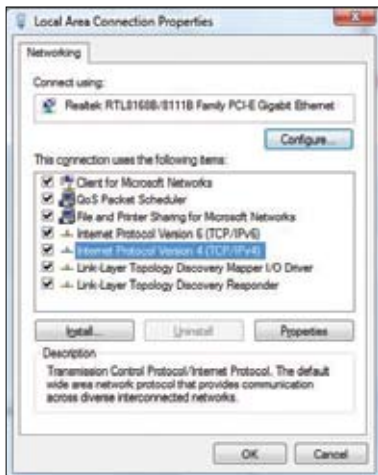 Local Area Connection Properties
Networking
Connect using:
Realtek RTL8168B/8111B Family PCI-E Gigabit Ethernet
Configure...
This connection uses the following items:
Client for Microsoft Networks
QoS Packet Scheduler
File and Printer Sharing for Microsoft Networks
Internet Protocol Version 6 (TCP/IPv6)
Internet Protocol Version 4 (TCP/IPv4)
Link-Layer Topology Discovery Mapper I/O Driver
Link-Layer Topology Discovery Responder
Install... Uninstall Properties
Description
Transmission Control Protocol/Internet Protocol. The default
wide area network protocol that provides communication
across diverse interconnected networks.
OK Cancel